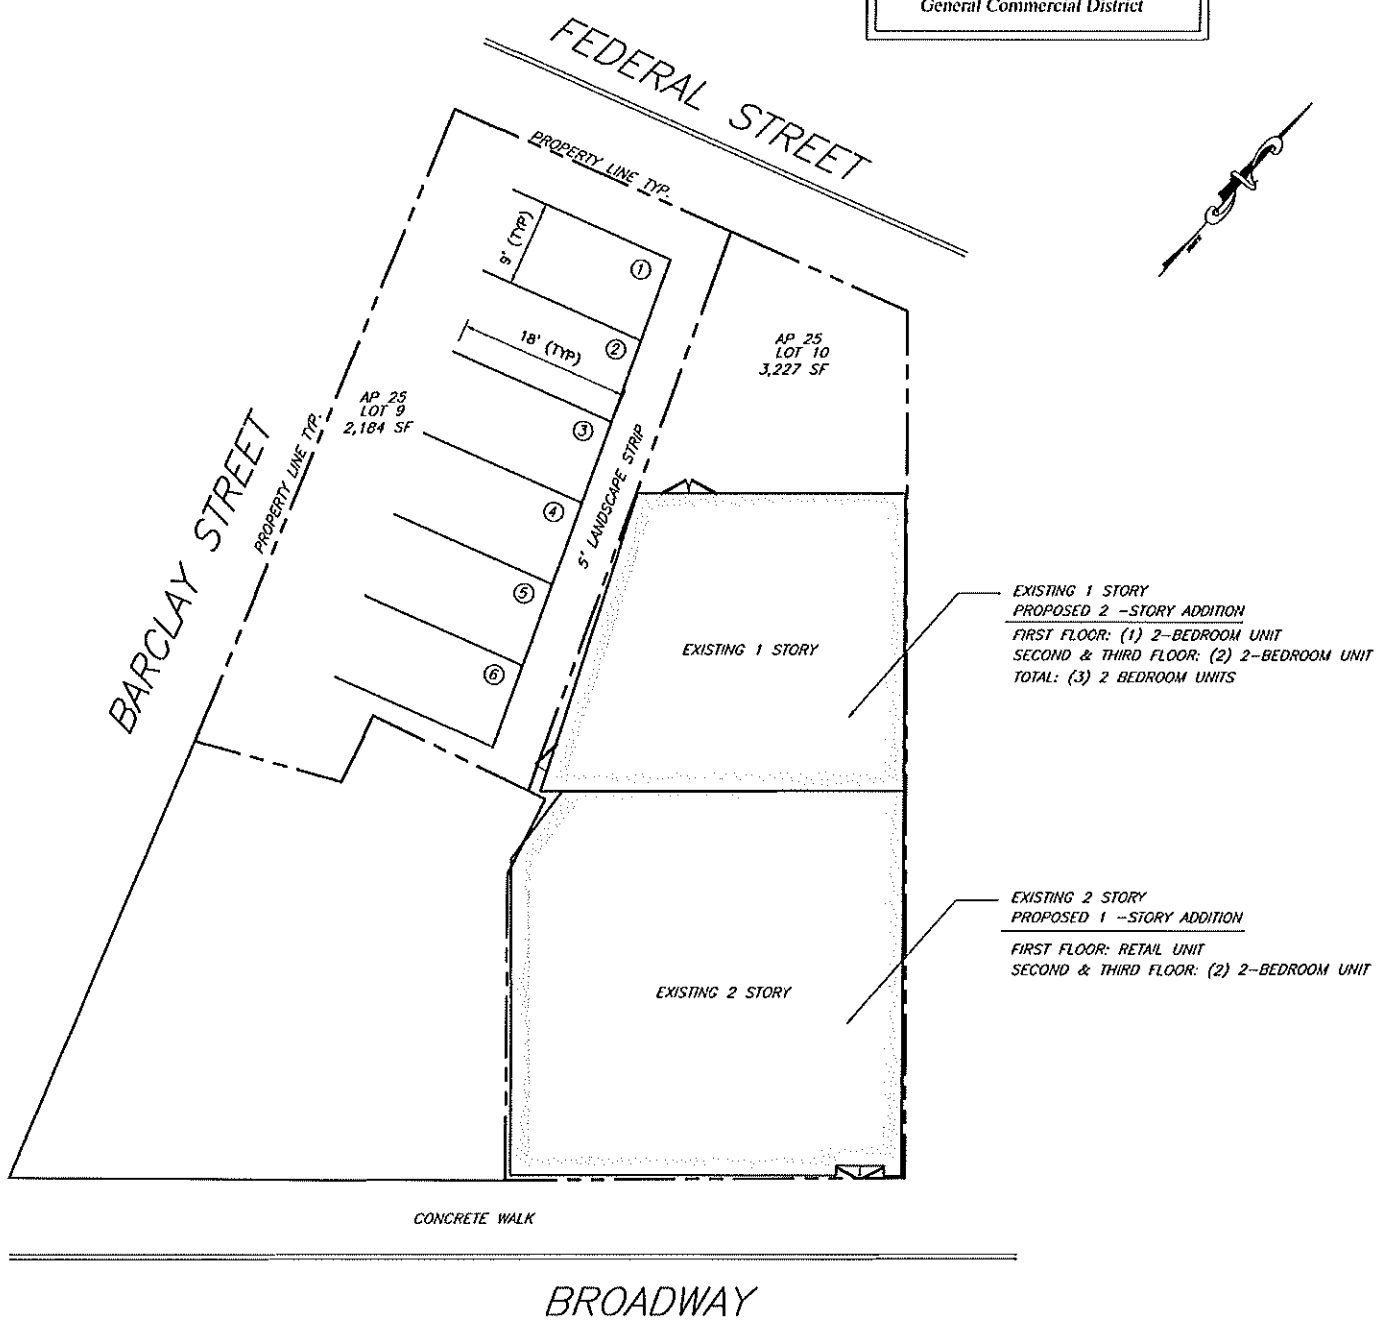 General Commercial District
FEDERAL STREET
PROPERTY LINE TYP.
9' (TYP)
1
2
18' (TYP)
AP 25
LOT 10
3,227 SF
AP 25
LOT 9
2,184 SF
3
PROPERTY LINE TYP.
BARCLAY STREET
5' LANDSCAPE STRIP
4
5
6
EXISTING 1 STORY
EXISTING 1 STORY
PROPOSED 2 -STORY ADDITION
FIRST FLOOR: (1) 2-BEDROOM UNIT
SECOND & THIRD FLOOR: (2) 2-BEDROOM UNIT
TOTAL: (3) 2 BEDROOM UNITS
EXISTING 2 STORY
PROPOSED 1 -STORY ADDITION
FIRST FLOOR: RETAIL UNIT
SECOND & THIRD FLOOR: (2) 2-BEDROOM UNIT
EXISTING 2 STORY
CONCRETE WALK
BROADWAY